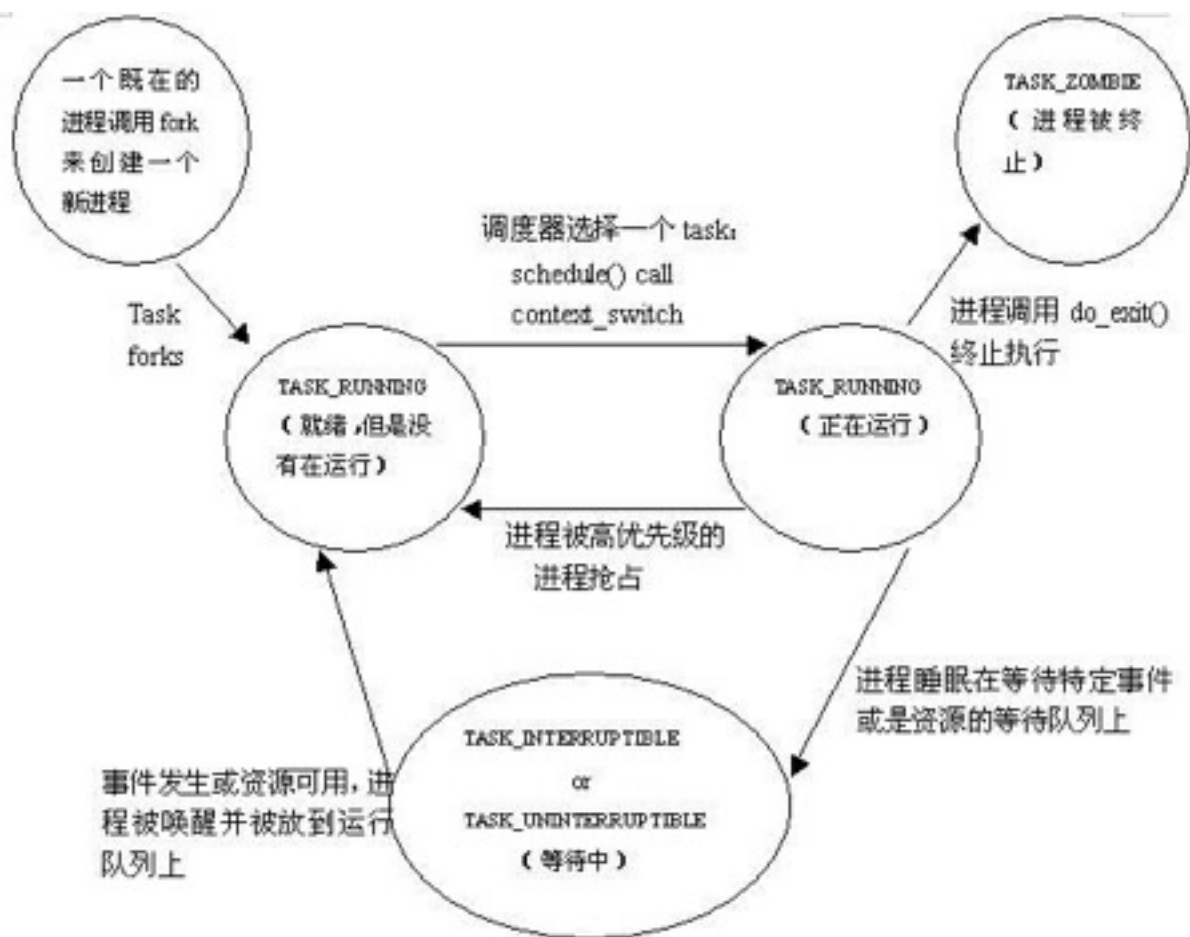 一个既在的
进程调用 fork
来创建一个
新进程
TASK_ZOMBIE
（进程被终
止）
调度器选择一个 task:
schedule() call
context_switch
Task
forks
进程调用 do_exit()
终止执行
TASK_RUNNING
（就绪,但是没
有在运行）
TASK_RUNNING
（正在运行）
进程被高优先级的
进程抢占
进程睡眠在等待特定事件
或是资源的等待队列上
TASK_INTERRUPTIBLE
or
TASK_UNINTERRUPTIBLE
（等待中）
事件发生或资源可用,进
程被唤醒并被放到运行
队列上